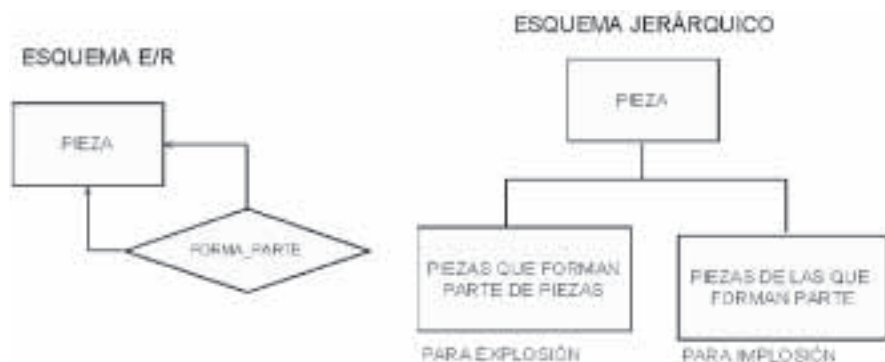 ESQUEMA JERÁRQUICO
ESQUEMA E/R
PIEZA
PIEZA
FORMA_PARTE
PIEZAS QUE FORMAN
PARTE DE PIEZAS
PIEZAS DE LAS QUE
FORMAN PARTE
PARA EXPLOSIÓN
PARA IMPLOSIÓN